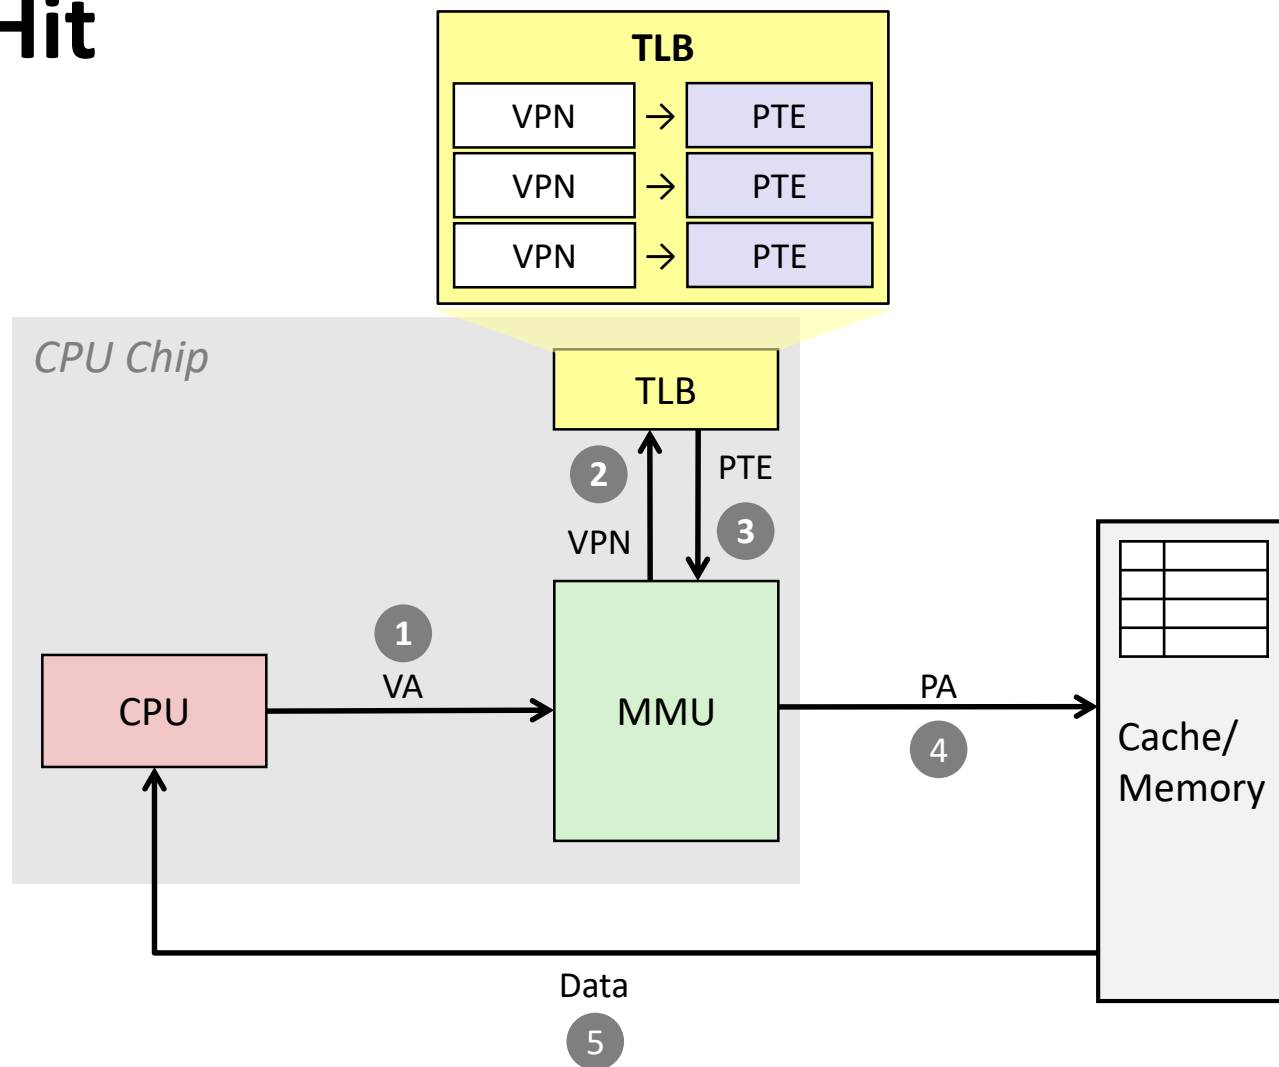 Hit
TLB
VPN → PTE
VPN → PTE
VPN → PTE
CPU Chip
TLB
2
PTE
VPN
3
1
VA
CPU
MMU
PA
4
Cache/
Memory
Data
5